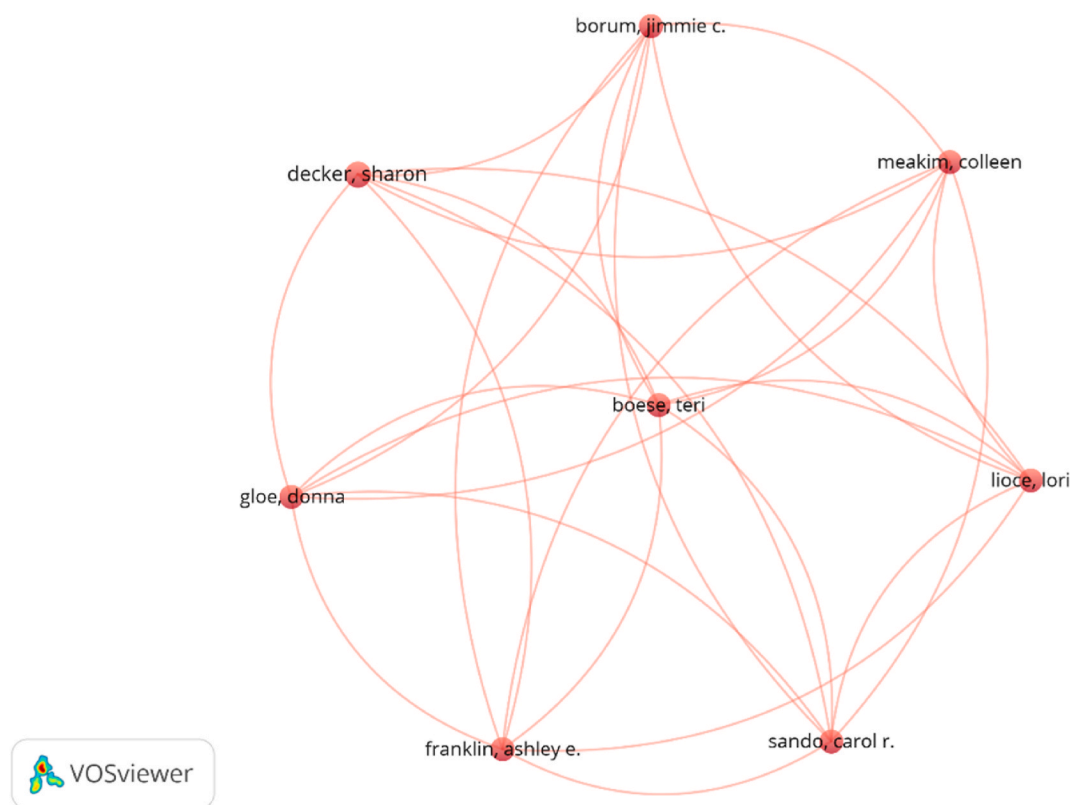 borum, jimmie c.
meakim, colleen
decker, sharon
boese, teri
lioce, lori
gloe, donna
sando, carol r.
franklin, ashley e.
VOSviewer